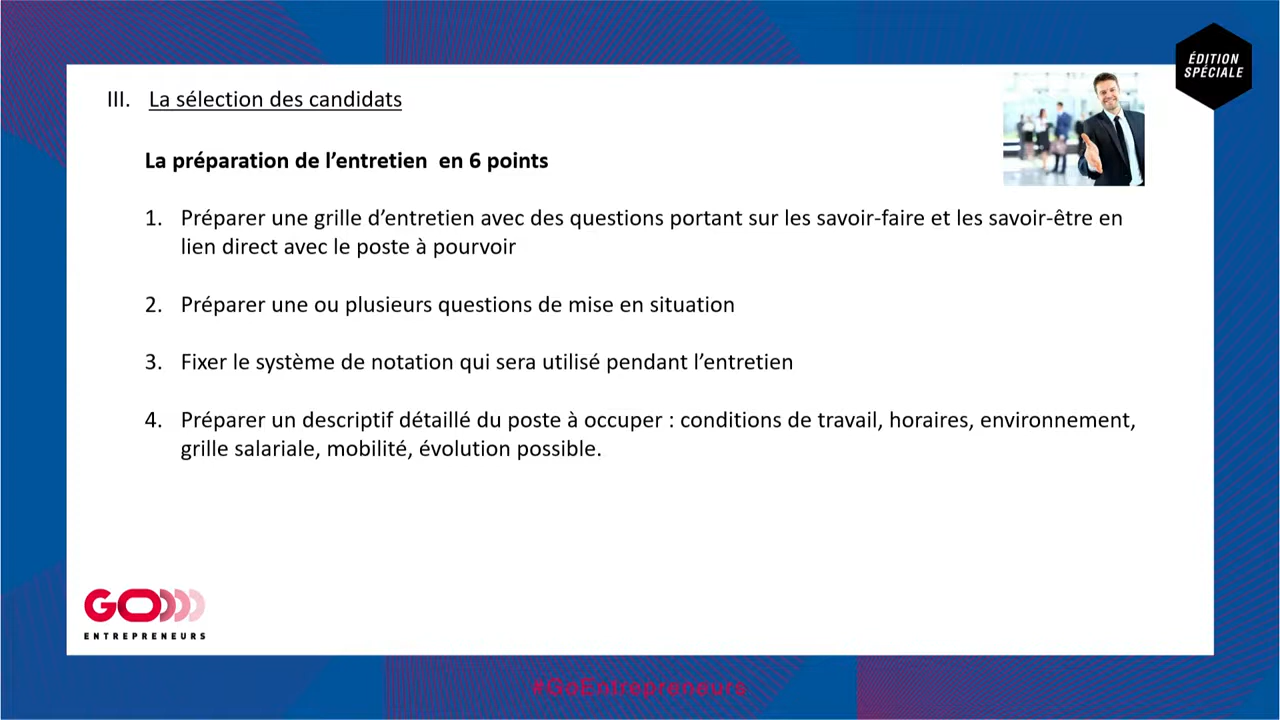 ÉDITION
SPÉCIALE
III. La sélection des candidats
La préparation de l’entretien en 6 points
1. Préparer une grille d’entretien avec des questions portant sur les savoir-faire et les savoir-être en
lien direct avec le poste à pourvoir
2. Préparer une ou plusieurs questions de mise en situation
3. Fixer le système de notation qui sera utilisé pendant l’entretien
4. Préparer un descriptif détaillé du poste à occuper : conditions de travail, horaires, environnement,
grille salariale, mobilité, évolution possible.
GO
ENTREPRENEURS
#GoEntrepreneurs